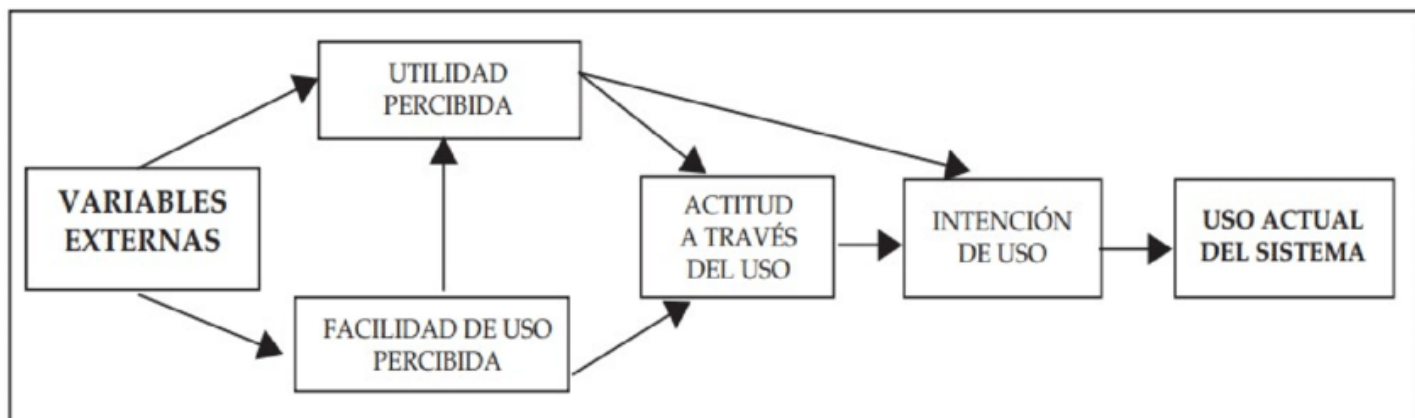 UTILIDAD
PERCIBIDA
VARIABLES
EXTERNAS
FACILIDAD DE USO
PERCIBIDA
ACTITUD
A TRAVÉS
DEL USO
INTENCIÓN
DE USO
USO ACTUAL
DEL SISTEMA